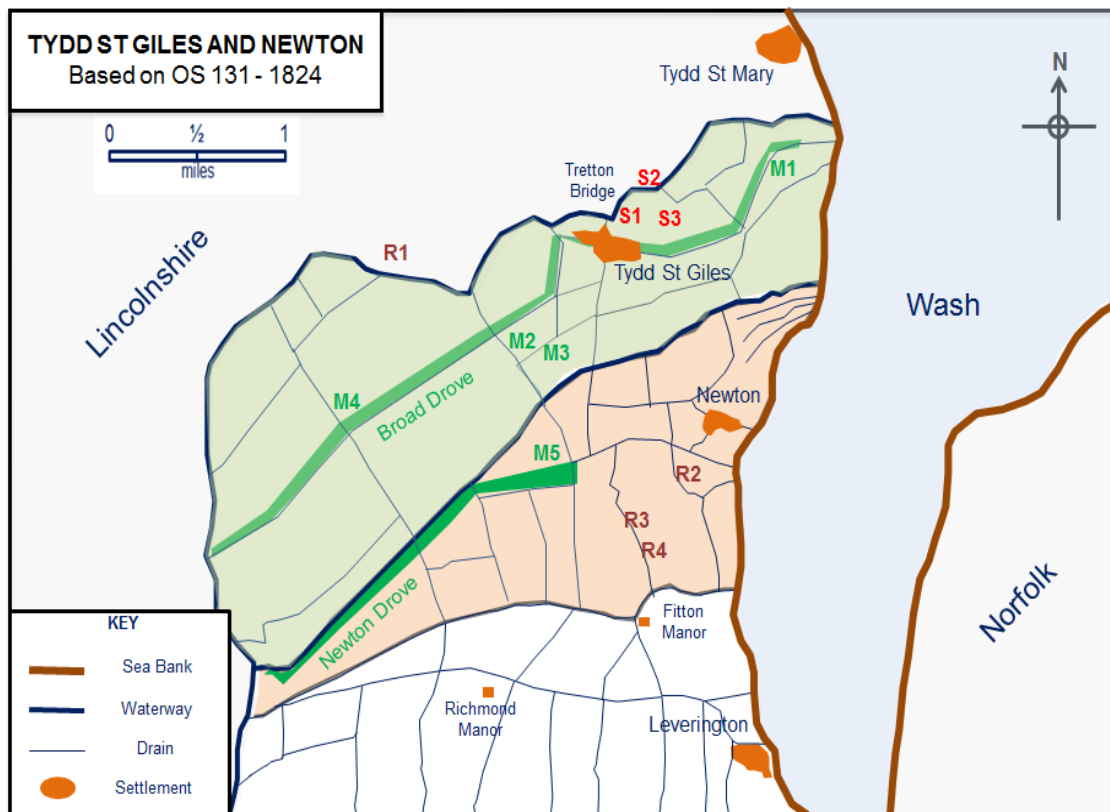 TYDD ST GILES AND NEWTON
Based on OS 131 - 1824
0 ½ 1
miles
Tydd St Mary
N
Tretton
Bridge
S2
M1
S1 S3
R1
Tydd St Giles
Lincolnshire
Wash
M2
M3
M4
Broad Drove
Newton
M5
R2
R3
R4
Newton Drove
Fitton
Manor
Norfolk
Richmond
Manor
Leverington
KEY
Sea Bank
Waterway
Drain
Settlement